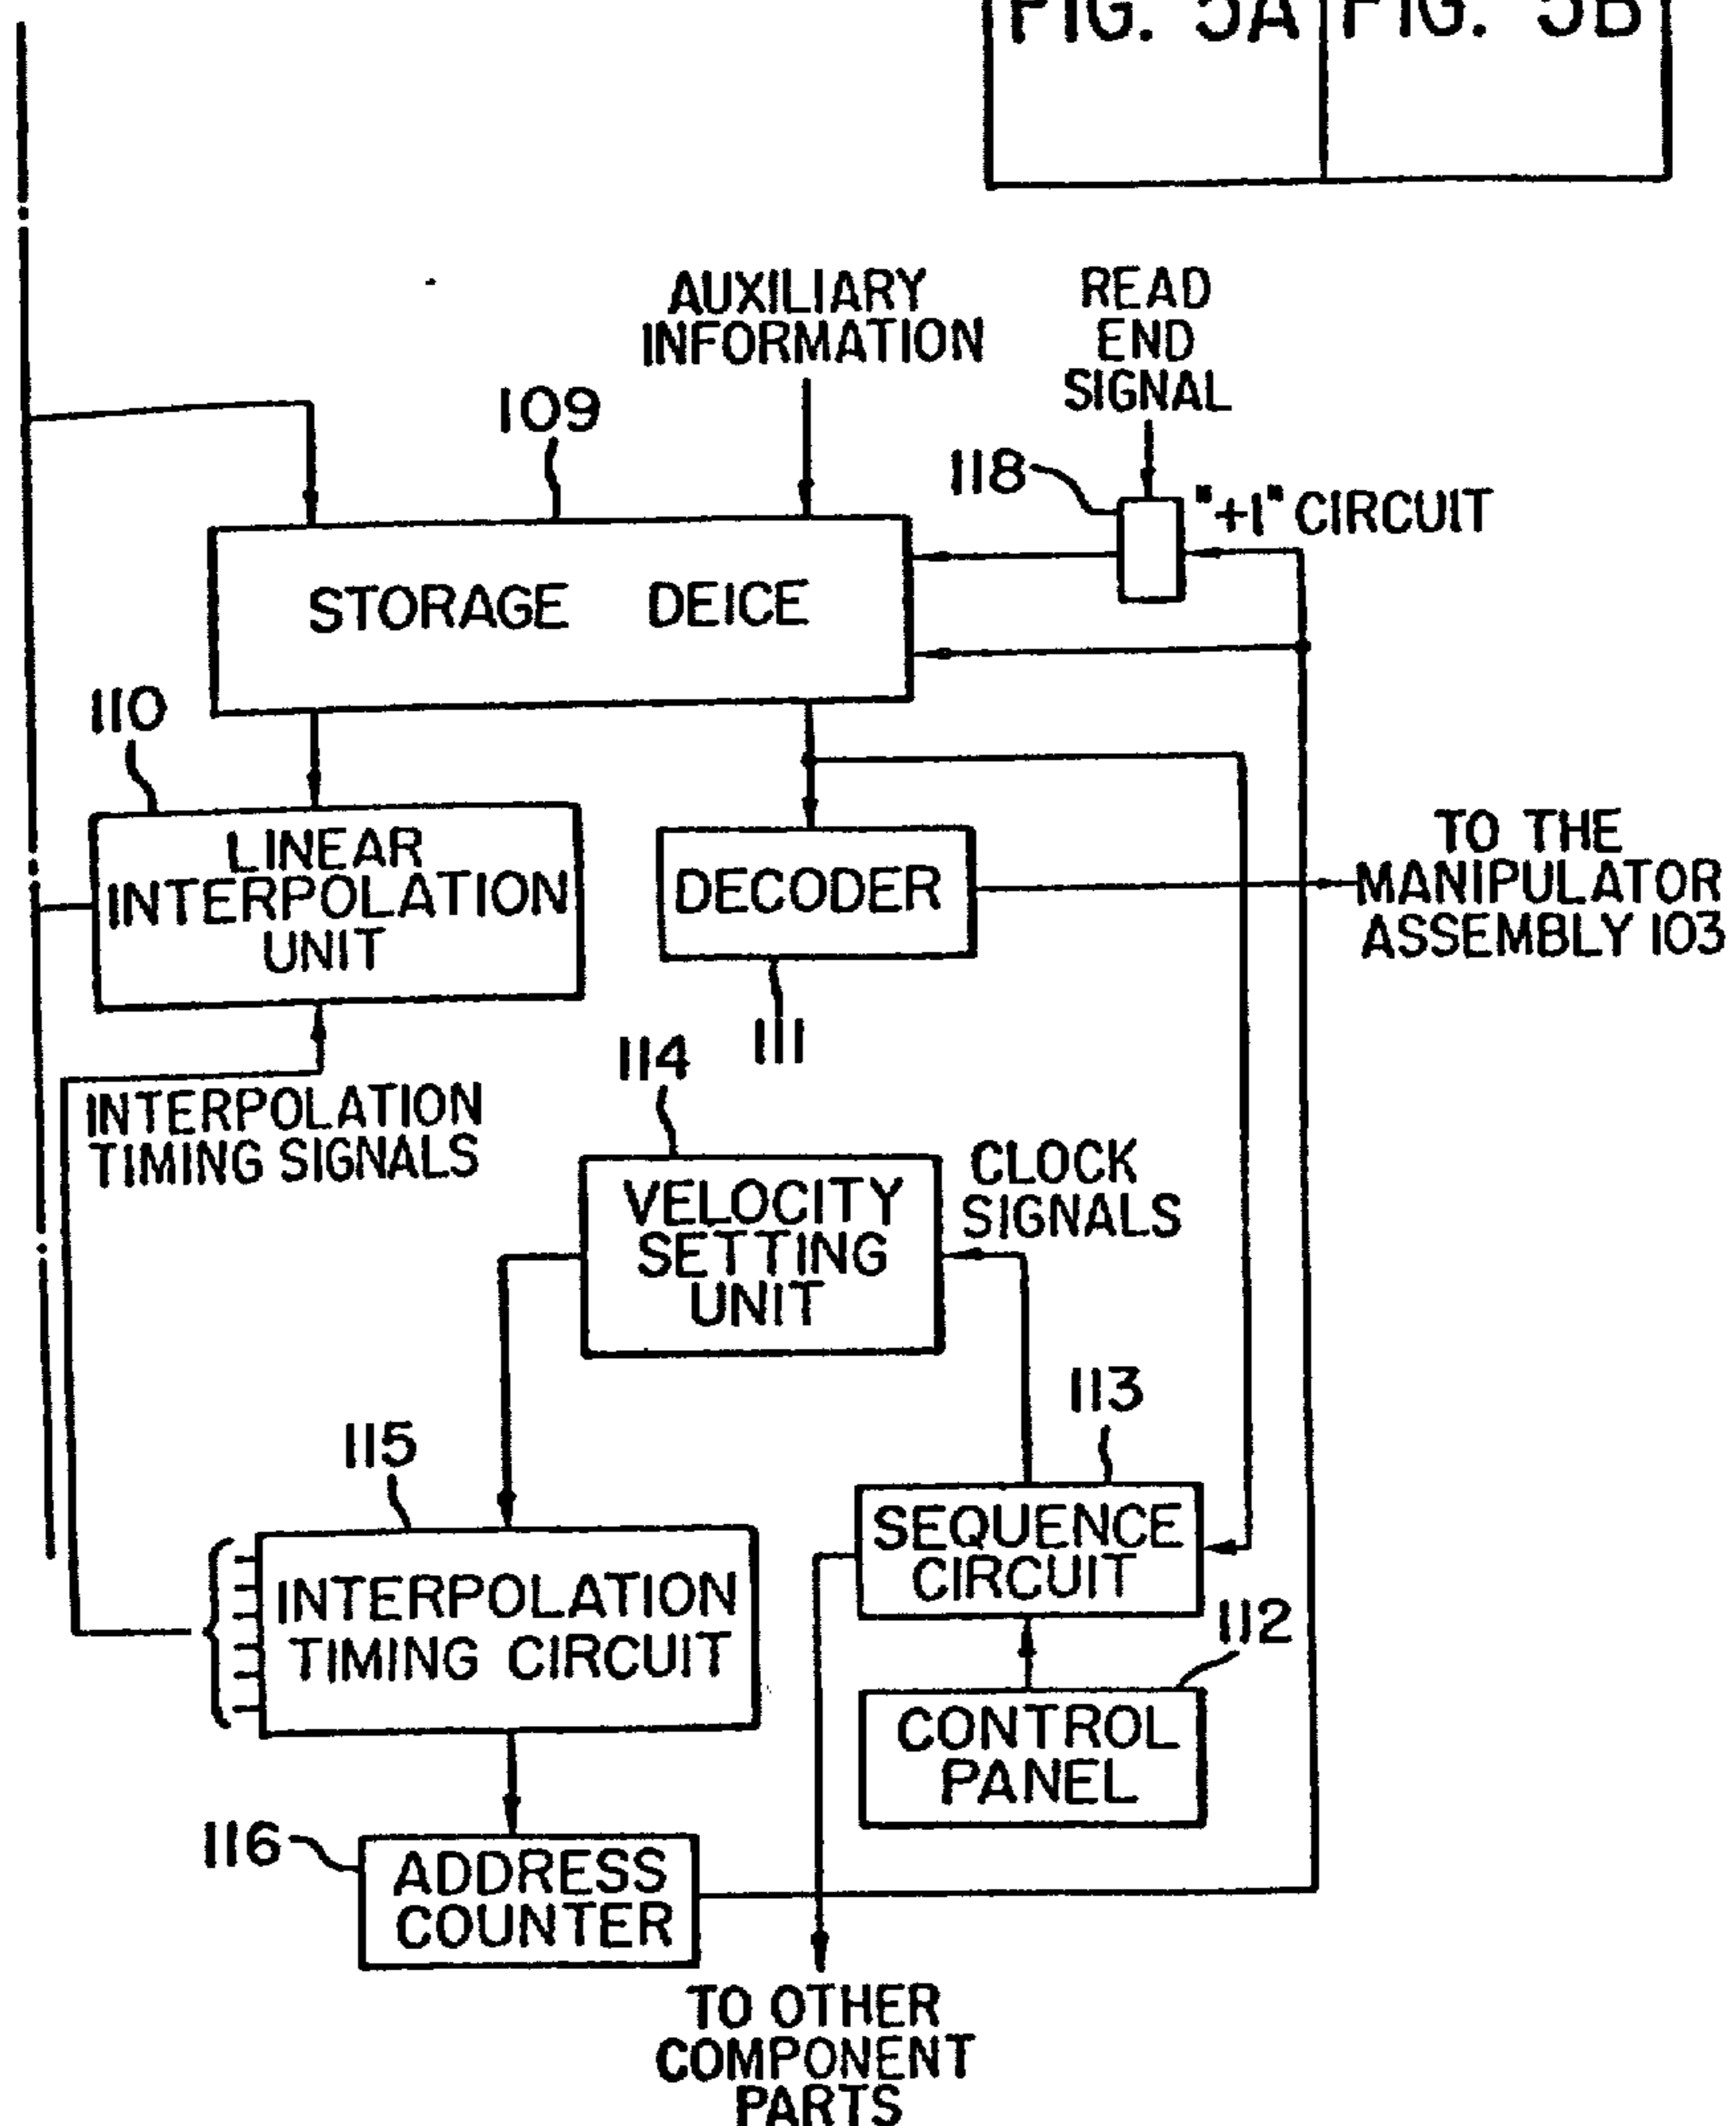 FIG. 5A FIG. 5B
AUXILIARY
INFORMATION
READ
END
SIGNAL
109
118
"+1" CIRCUIT
STORAGE DEICE
110
LINEAR
INTERPOLATION
UNIT
DECODER
TO THE
MANIPULATOR
ASSEMBLY 103
111
114
INTERPOLATION
TIMING SIGNALS
VELOCITY
SETTING
UNIT
CLOCK
SIGNALS
113
115
SEQUENCE
CIRCUIT
INTERPOLATION
TIMING CIRCUIT
112
CONTROL
PANEL
116
ADDRESS
COUNTER
TO OTHER
COMPONENT
PARTS